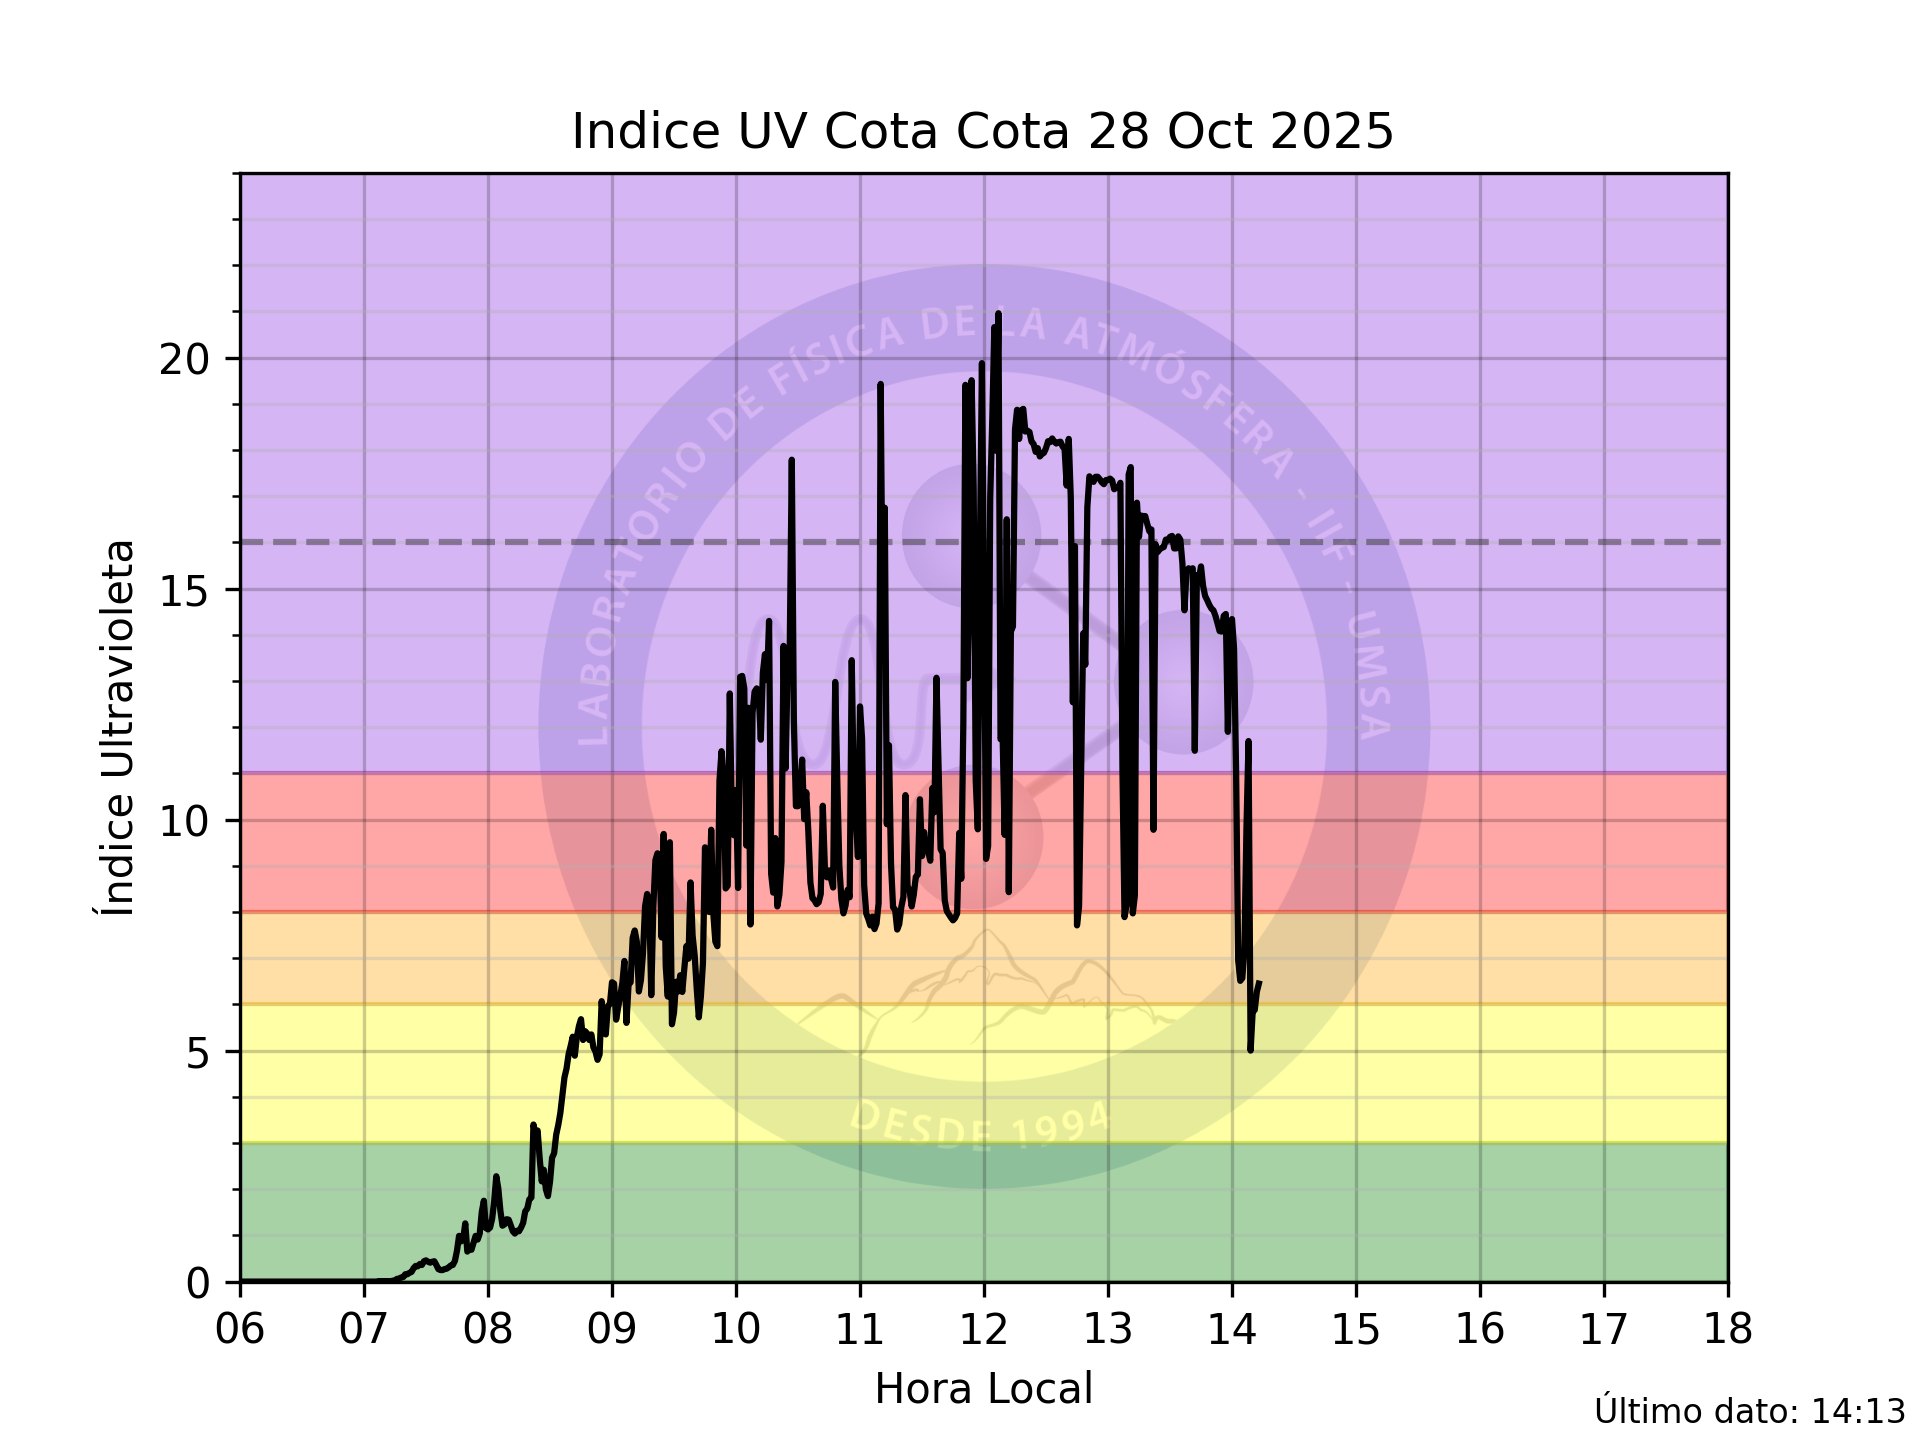 Indice UV Cota Cota 28 Oct 2025
Índice Ultravioleta
20
15
10
5
0
LABORATORIO DE FÍSICA DE LA ATMÓSFERA - IIF - UMSA
DESDE 1994
06 07 08 09 10 11 12 13 14 15 16 17 18
Hora Local
Último dato: 14:13